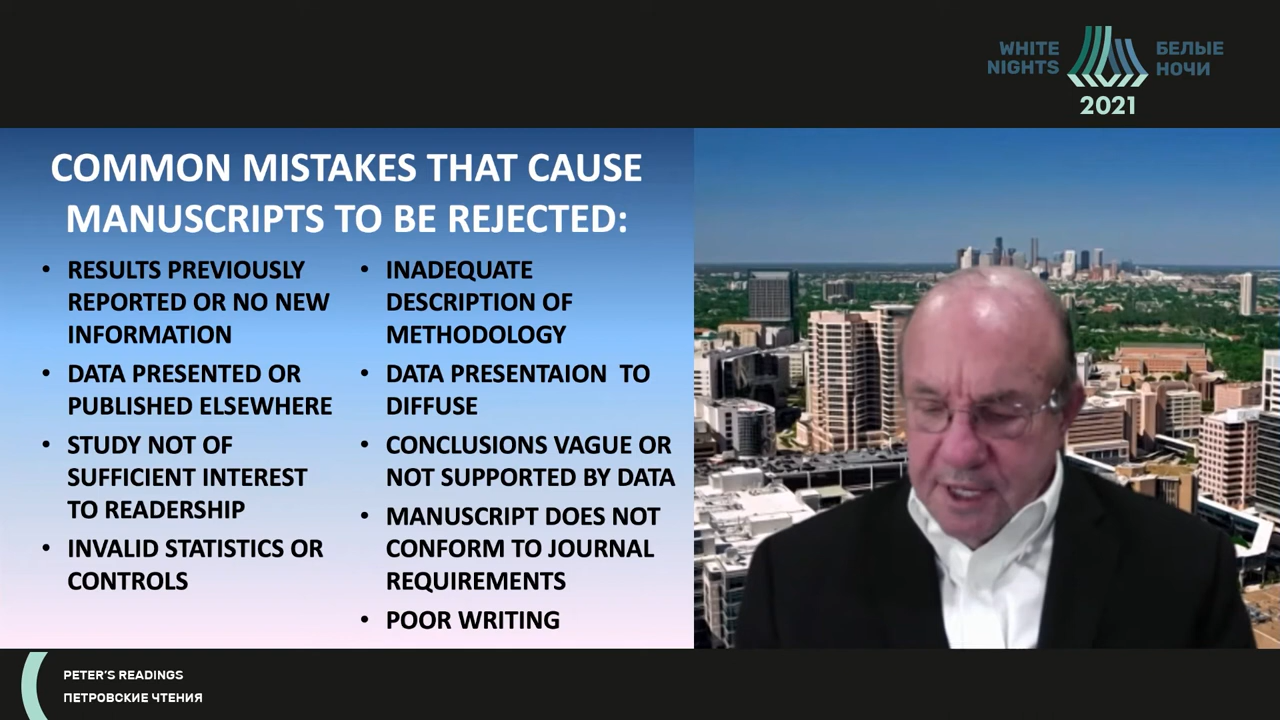 WHITE
NIGHTS
БЕЛЫЕ
НОЧИ
2021
COMMON MISTAKES THAT CAUSE
MANUSCRIPTS TO BE REJECTED:
• RESULTS PREVIOUSLY
REPORTED OR NO NEW
INFORMATION
• DATA PRESENTED OR
PUBLISHED ELSEWHERE
• STUDY NOT OF
SUFFICIENT INTEREST
TO READERSHIP
• INVALID STATISTICS OR
CONTROLS
• INADEQUATE
DESCRIPTION OF
METHODOLOGY
• DATA PRESENTAION TO
DIFFUSE
• CONCLUSIONS VAGUE OR
NOT SUPPORTED BY DATA
• MANUSCRIPT DOES NOT
CONFORM TO JOURNAL
REQUIREMENTS
• POOR WRITING
PETER'S READINGS
ПЕТРОВСКИЕ ЧТЕНИЯ